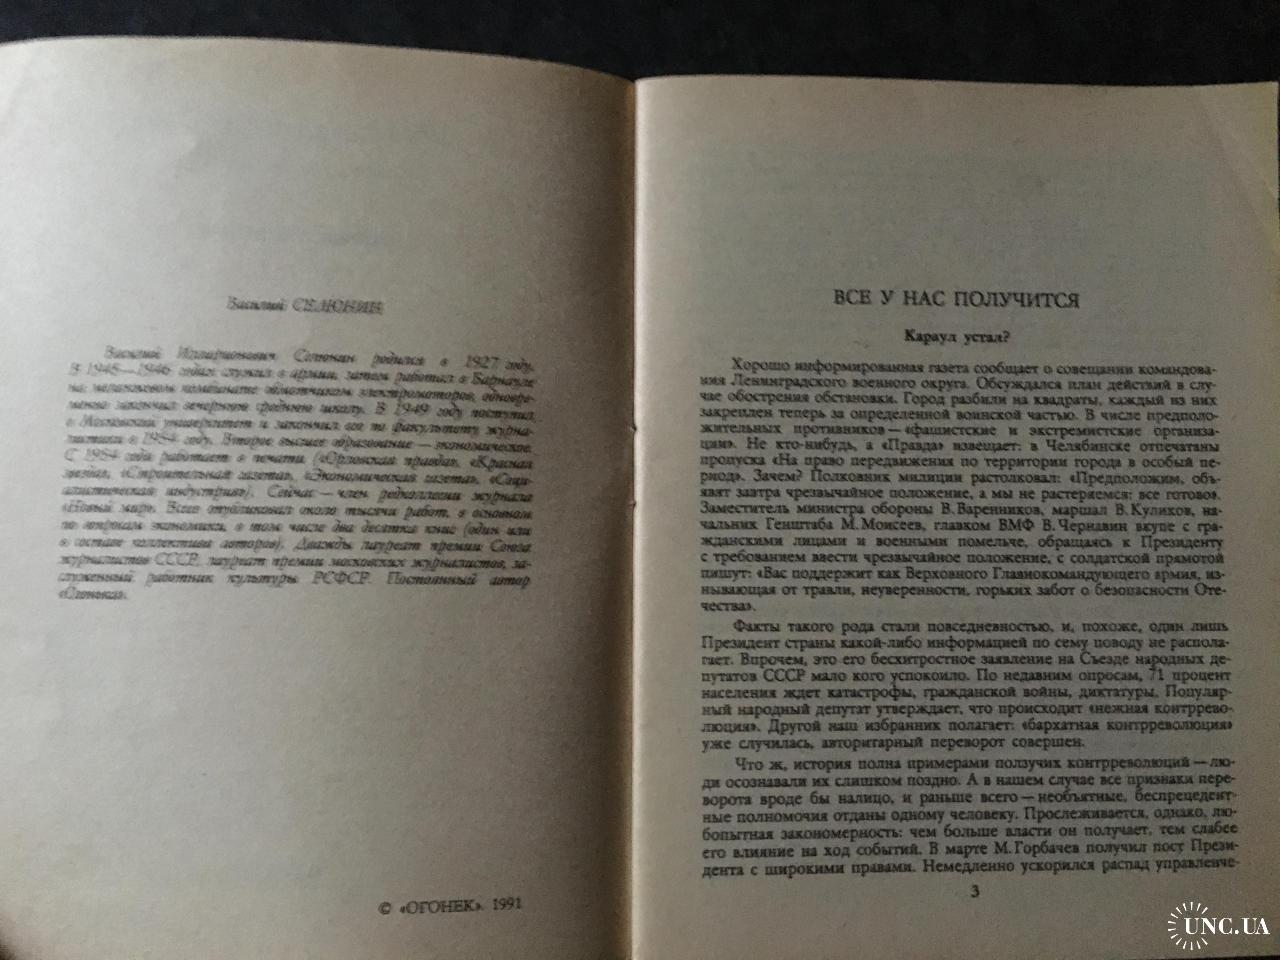 Василий СЕЛЮНИН
Василий Илларионович Селюнин родился в 1927 году.
В 1945—1946 годах служил в армии, затем работал в Барнауле
на меланжевом комбинате обмотчиком электромоторов, одновре-
менно закончил вечернюю среднюю школу. В 1949 году поступил
в Московский университет и закончил его по факультету журна-
листики в 1954 году. Второе высшее образование — экономическое.
С 1954 года работает в печати («Орловская правда», «Красная
звезда», «Строительная газета», «Экономическая газета», «Соци-
алистическая индустрия»). Сейчас — член редколлегии журнала
«Новый мир». Всего опубликовал около тысячи работ, в основном
по вопросам экономики, в том числе два десятка книг (один или
в составе коллектива авторов). Дважды лауреат премии Союза
журналистов СССР, лауреат премии московских журналистов, за-
служенный работник культуры РСФСР. Постоянный автор
«Огонька».
© «ОГОНЕК». 1991
ВСЕ У НАС ПОЛУЧИТСЯ
Караул устал?
Хорошо информированная газета сообщает о совещании командова-
ния Ленинградского военного округа. Обсуждался план действий в слу-
чае обострения обстановки. Город разбили на квадраты, каждый из них
закреплен теперь за определенной воинской частью. В числе предполо-
жительных противников — «фашистские и экстремистские организа-
ции». Не кто-нибудь, а «Правда» извещает: в Челябинске отпечатаны
пропуска «На право передвижения по территории города в особый пе-
риод». Зачем? Полковник милиции растолковал: «Предположим, объ-
явят завтра чрезвычайное положение, а мы не растеряемся: все готово».
Заместитель министра обороны В. Варенников, маршал В. Куликов, на-
чальник Генштаба М. Моисеев, главком ВМФ В. Чернавин вкупе с гра-
жданскими лицами и военными помельче, обращаясь к Президенту
с требованием ввести чрезвычайное положение, с солдатской прямотой
пишут: «Вас поддержит как Верховного Главнокомандующего армия, из-
нывающая от травли, неуверенности, горьких забот о безопасности Оте-
чества».
Факты такого рода стали повседневностью, и, похоже, один лишь
Президент страны какой-либо информацией по сему поводу не распола-
гает. Впрочем, это его бесхитростное заявление на Съезде народных де-
путатов СССР мало кого успокоило. По недавним опросам, 71 процент
населения ждет катастрофы, гражданской войны, диктатуры. Популяр-
ный народный депутат утверждает, что происходит «нежная контррево-
люция». Другой наш избранник полагает: «бархатная контрреволюция»
уже случилась, авторитарный переворот совершен.
Что ж, история полна примерами ползучих контрреволюций — лю-
ди осознавали их слишком поздно. А в нашем случае все признаки пере-
ворота вроде бы налицо, и раньше всего — необъятные, беспрецедент-
ные полномочия отданы одному человеку. Прослеживается, однако, лю-
бопытная закономерность: чем больше власти он получает, тем слабее
его влияние на ход событий. В марте М. Горбачев получил пост Прези-
дента с широкими правами. Немедленно ускорился распад управленче-
3
UNC.UA